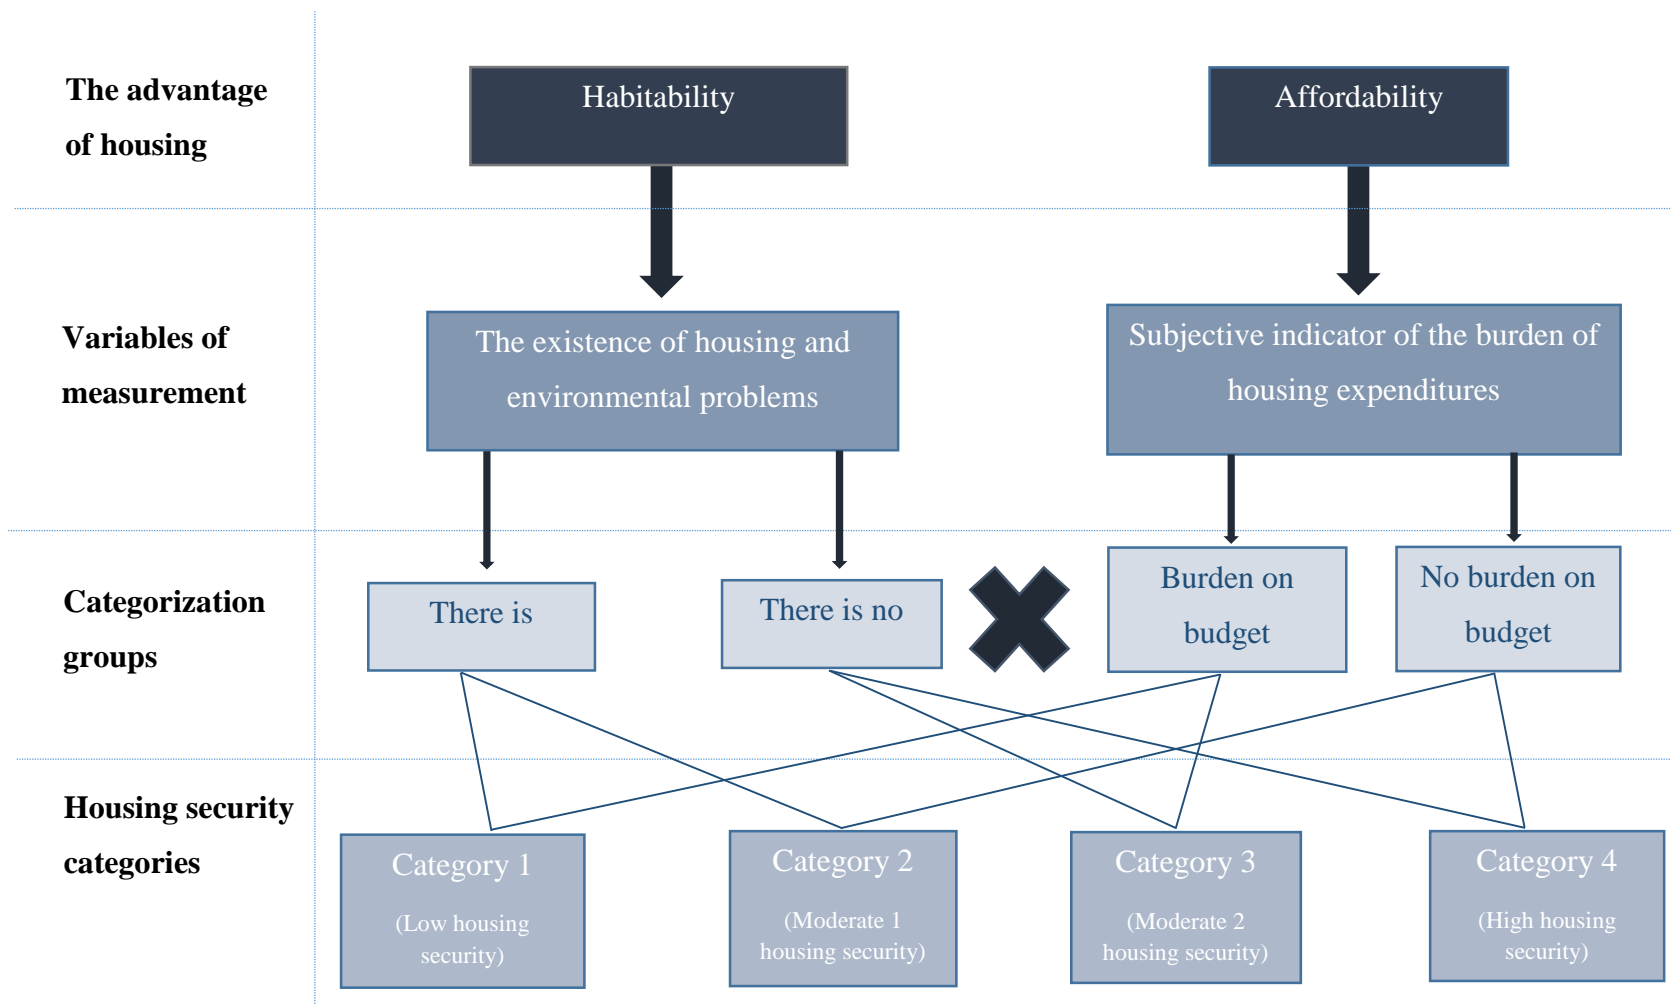 The advantage
of housing
Habitability
Affordability
Variables of
measurement
The existence of housing and
environmental problems
Subjective indicator of the burden of
housing expenditures
Categorization
groups
There is
There is no
Burden on
budget
No burden on
budget
Housing security
categories
Category 1
(Low housing
security)
Category 2
(Moderate 1
housing security)
Category 3
(Moderate 2
housing security)
Category 4
(High housing
security)